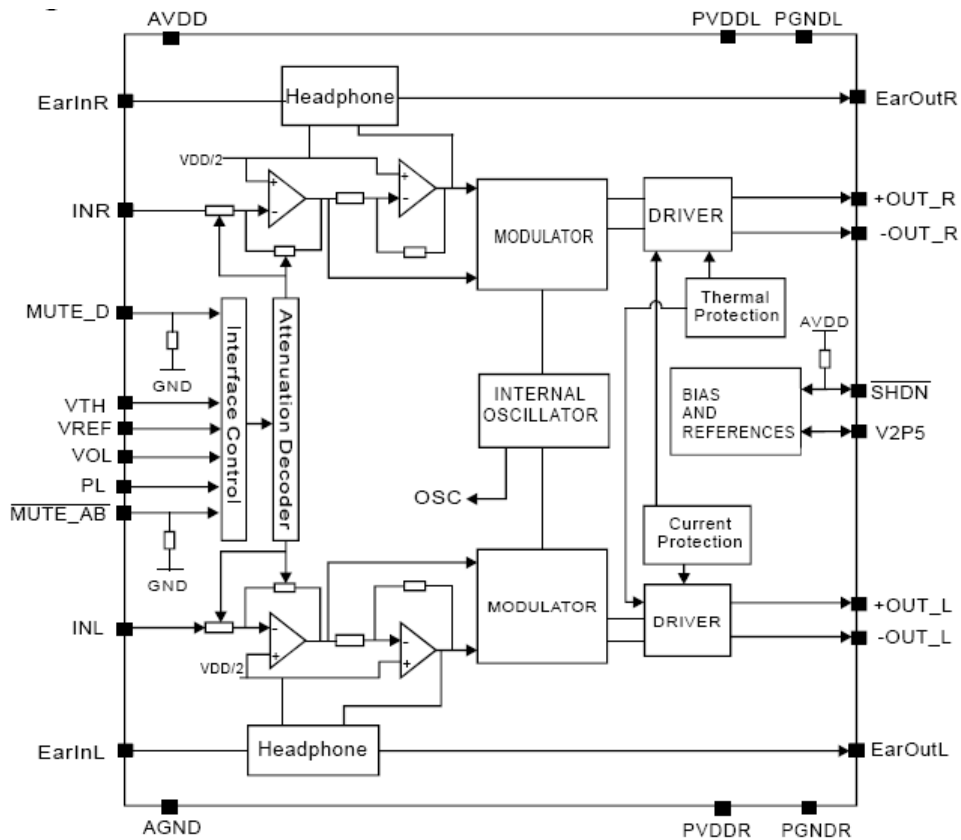 AVDD
PVDDL
PGNDL
EarInR
Headphone
EarOutR
VDD/2
+
-
+
-
INR
MODULATOR
DRIVER
+OUT_R
-OUT_R
MUTE_D
GND
Interface Control
Attenuation Decoder
Thermal
Protection
AVDD
VTH
VREF
VOL
PL
MUTE_AB
GND
INTERNAL
OSCILLATOR
OSC
BIAS
AND
REFERENCES
SHDN
V2P5
Current
Protection
INL
-
+
-
+
VDD/2
MODULATOR
DRIVER
+OUT_L
-OUT_L
EarInL
Headphone
EarOutL
AGND
PVDDR
PGNDR